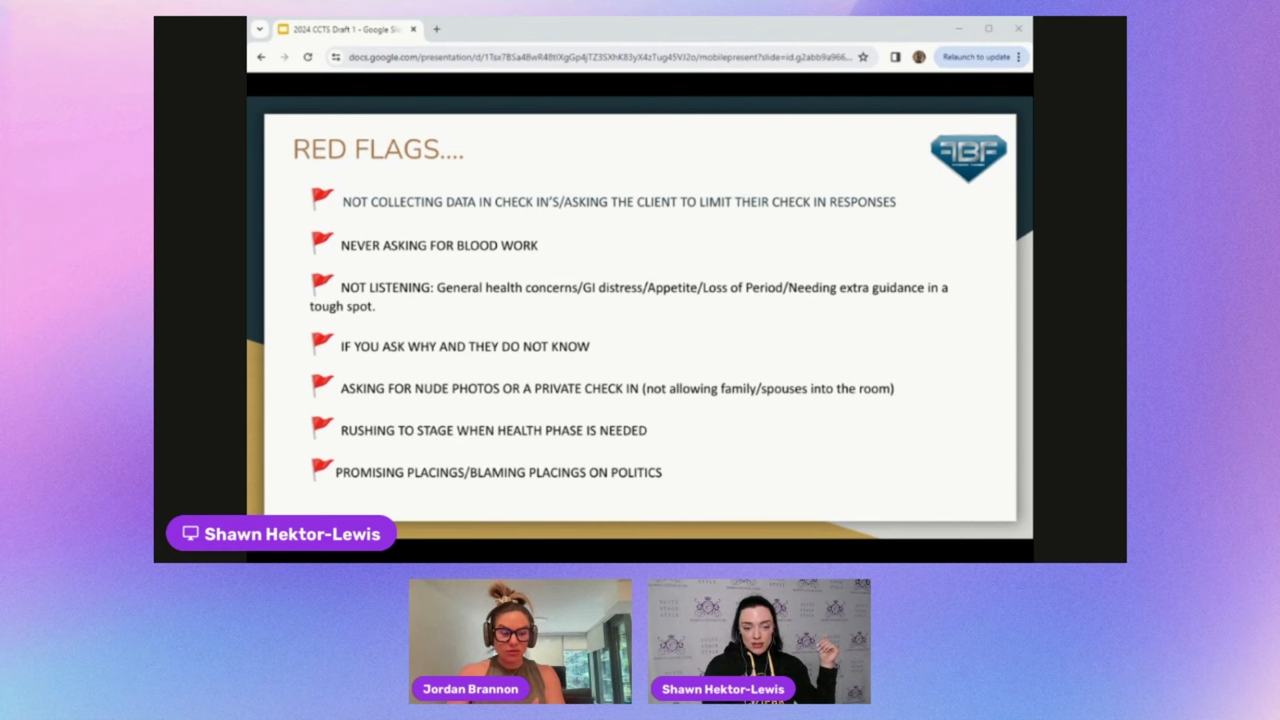 2024 CCTS Draft 1 - Google Sli
Relaunch to update
RED FLAGS....
FBF
NOT COLLECTING DATA IN CHECK IN'S/ASKING THE CLIENT TO LIMIT THEIR CHECK IN RESPONSES
NEVER ASKING FOR BLOOD WORK
NOT LISTENING: General health concerns/GI distress/Appetite/Loss of Period/Needing extra guidance in a
tough spot.
IF YOU ASK WHY AND THEY DO NOT KNOW
ASKING FOR NUDE PHOTOS OR A PRIVATE CHECK IN (not allowing family/spouses into the room)
RUSHING TO STAGE WHEN HEALTH PHASE IS NEEDED
PROMISING PLACINGS/BLAMING PLACINGS ON POLITICS
Shawn Hektor-Lewis
Jordan Brannon
Shawn Hektor-Lewis